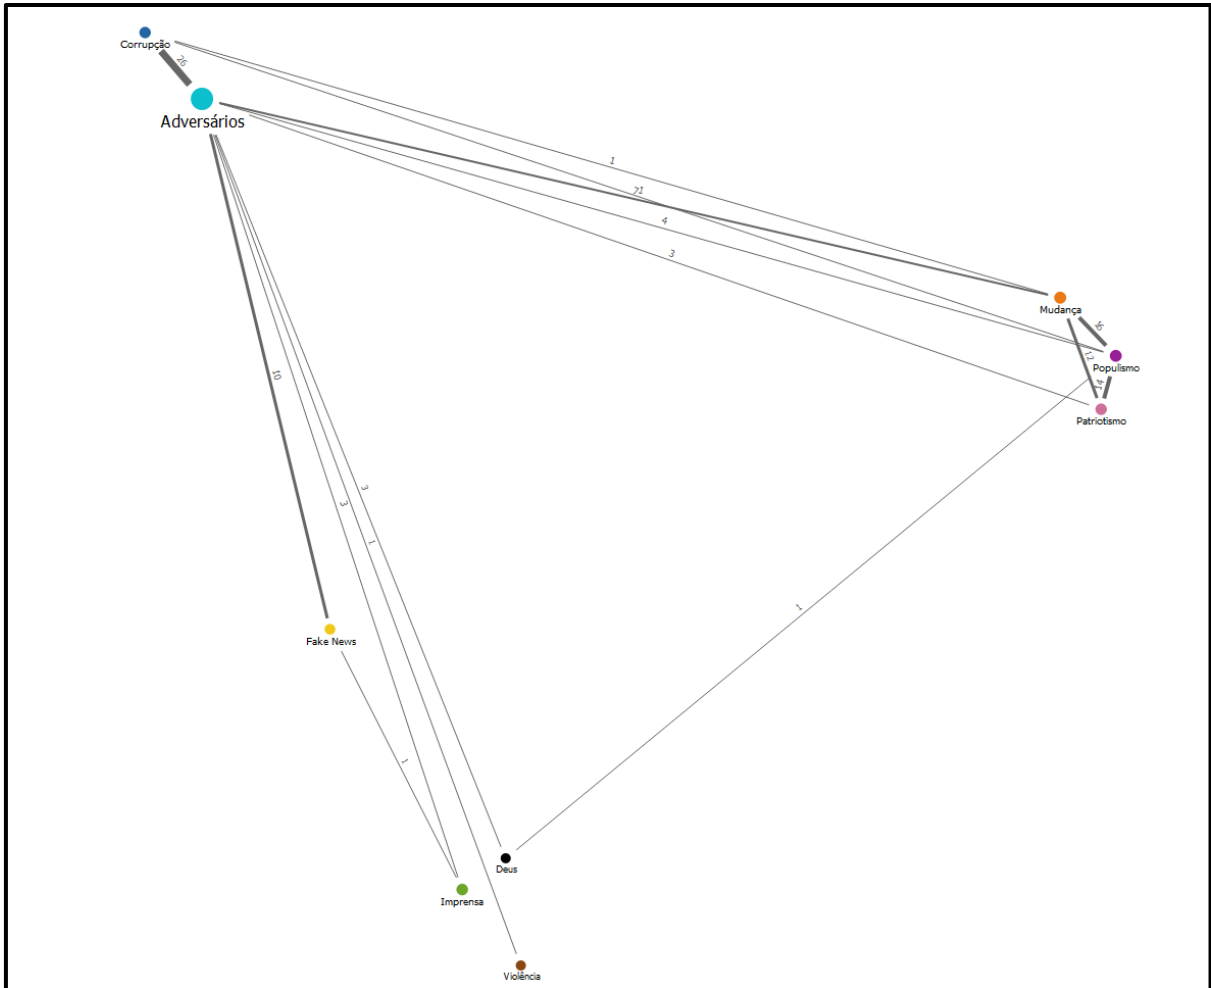 Corrupção
26
Adversários
1
71
4
3
Mudança
16
12
Populismo
14
Patriotismo
10
3
3
1
1
Fake News
1
Deus
Imprensa
Violência